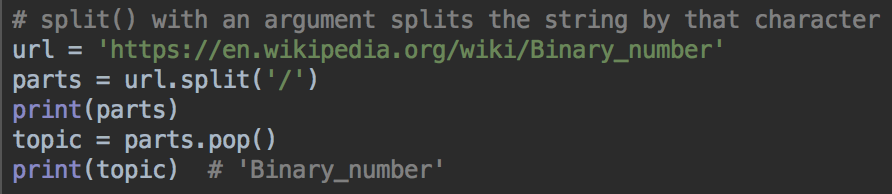 # split() with an argument splits the string by that character
url = 'https://en.wikipedia.org/wiki/Binary_number'
parts = url.split('/')
print(parts)
topic = parts.pop()
print(topic)  # 'Binary_number'